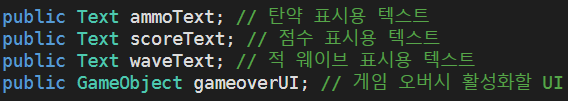 public Text ammoText; // 탄약 표시용 텍스트
public Text scoreText; // 점수 표시용 텍스트
public Text waveText; // 적 웨이브 표시용 텍스트
public GameObject gameoverUI; // 게임 오버시 활성화할 UI